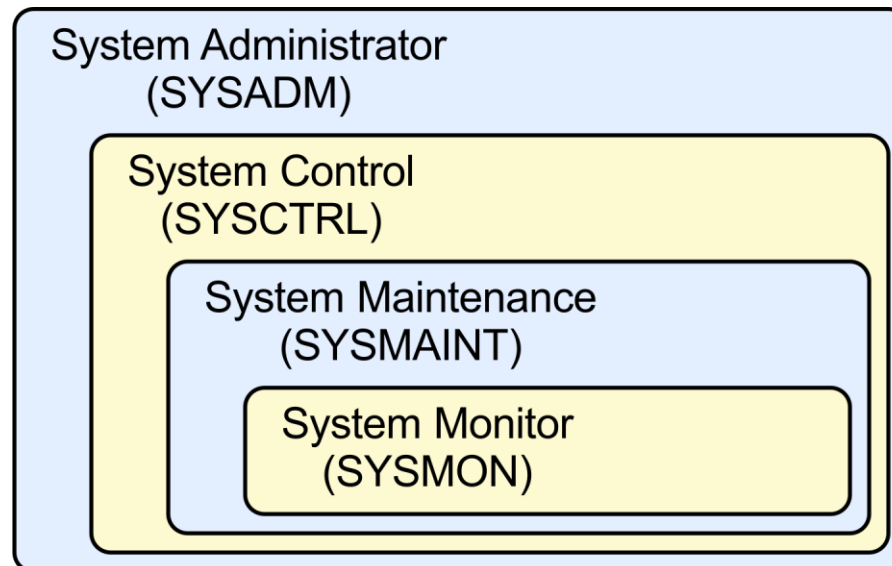 System Administrator
(SYSADM)
System Control
(SYSCTRL)
System Maintenance
(SYSMAINT)
System Monitor
(SYSMON)